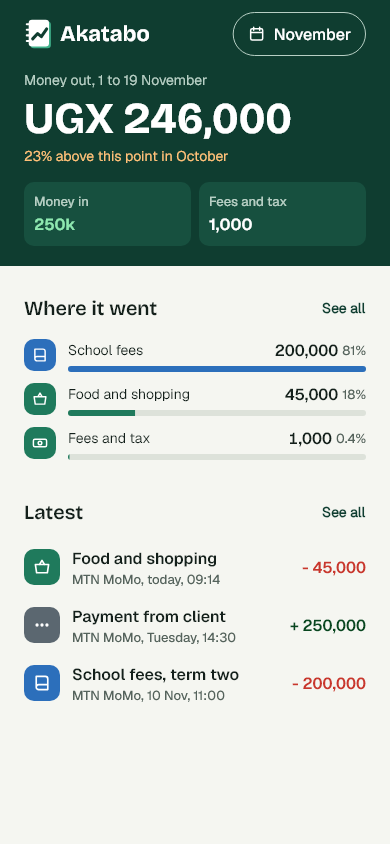 Akatabo
November
Money out, 1 to 19 November
UGX 246,000
23% above this point in October
Money in
250k
Fees and tax
1,000
Where it went
See all
School fees
200,000 81%
Food and shopping
45,000 18%
Fees and tax
1,000 0.4%
Latest
See all
Food and shopping
- 45,000
MTN MoMo, today, 09:14
Payment from client
+ 250,000
MTN MoMo, Tuesday, 14:30
School fees, term two
- 200,000
MTN MoMo, 10 Nov, 11:00